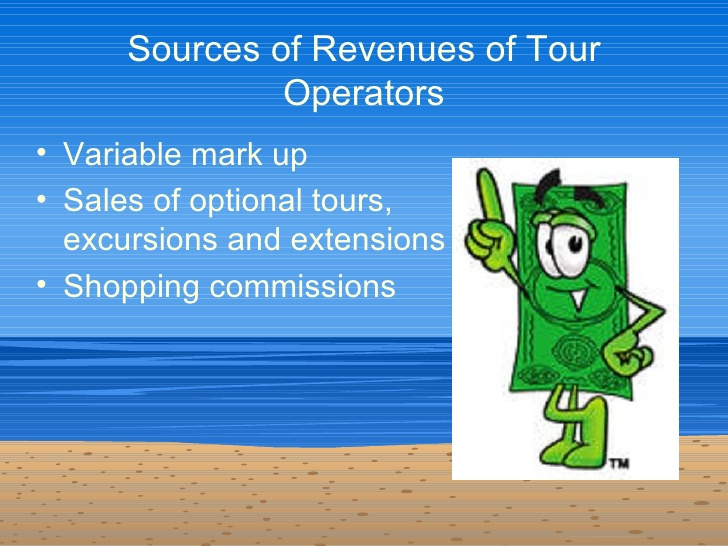 Sources of Revenues of Tour
Operators
• Variable mark up
• Sales of optional tours,
excursions and extensions
• Shopping commissions
TM